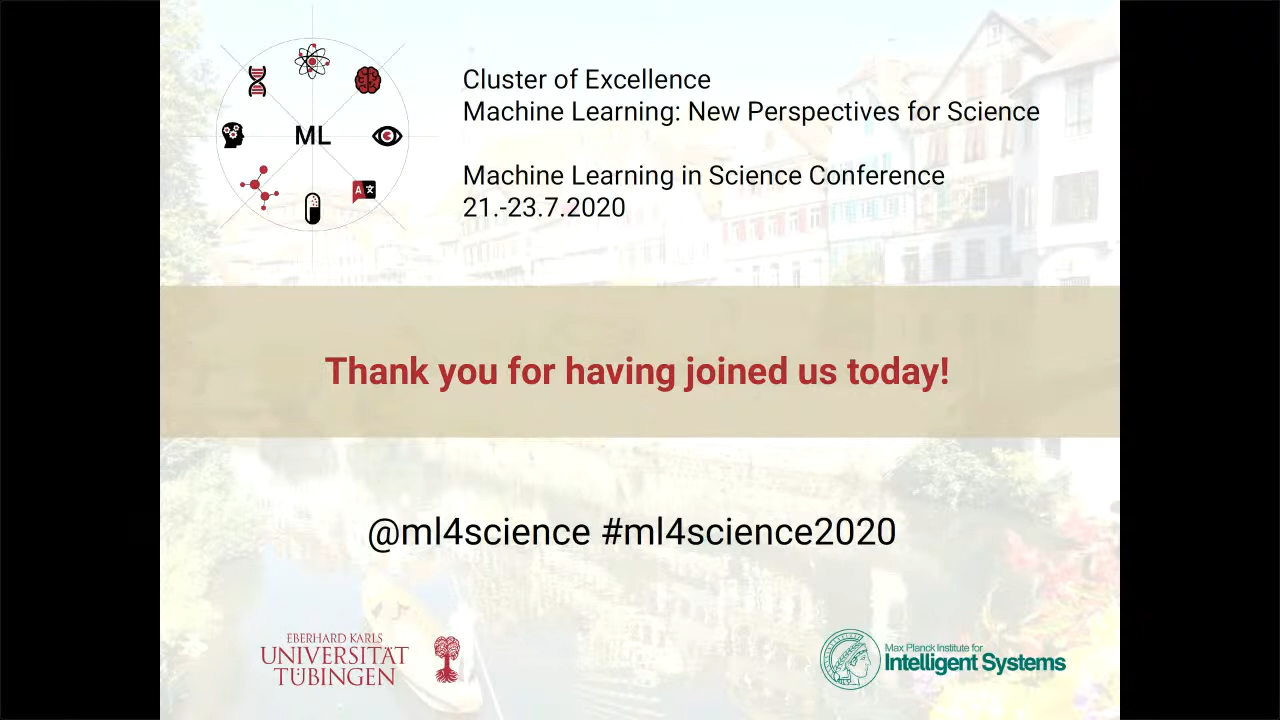 ML
A
Cluster of Excellence
Machine Learning: New Perspectives for Science
Machine Learning in Science Conference
21.-23.7.2020
Thank you for having joined us today!
@ml4science #ml4science2020
EBERHARD KARLS
UNIVERSITÄT
TÜBINGEN
Max Planck Institute for
Intelligent Systems